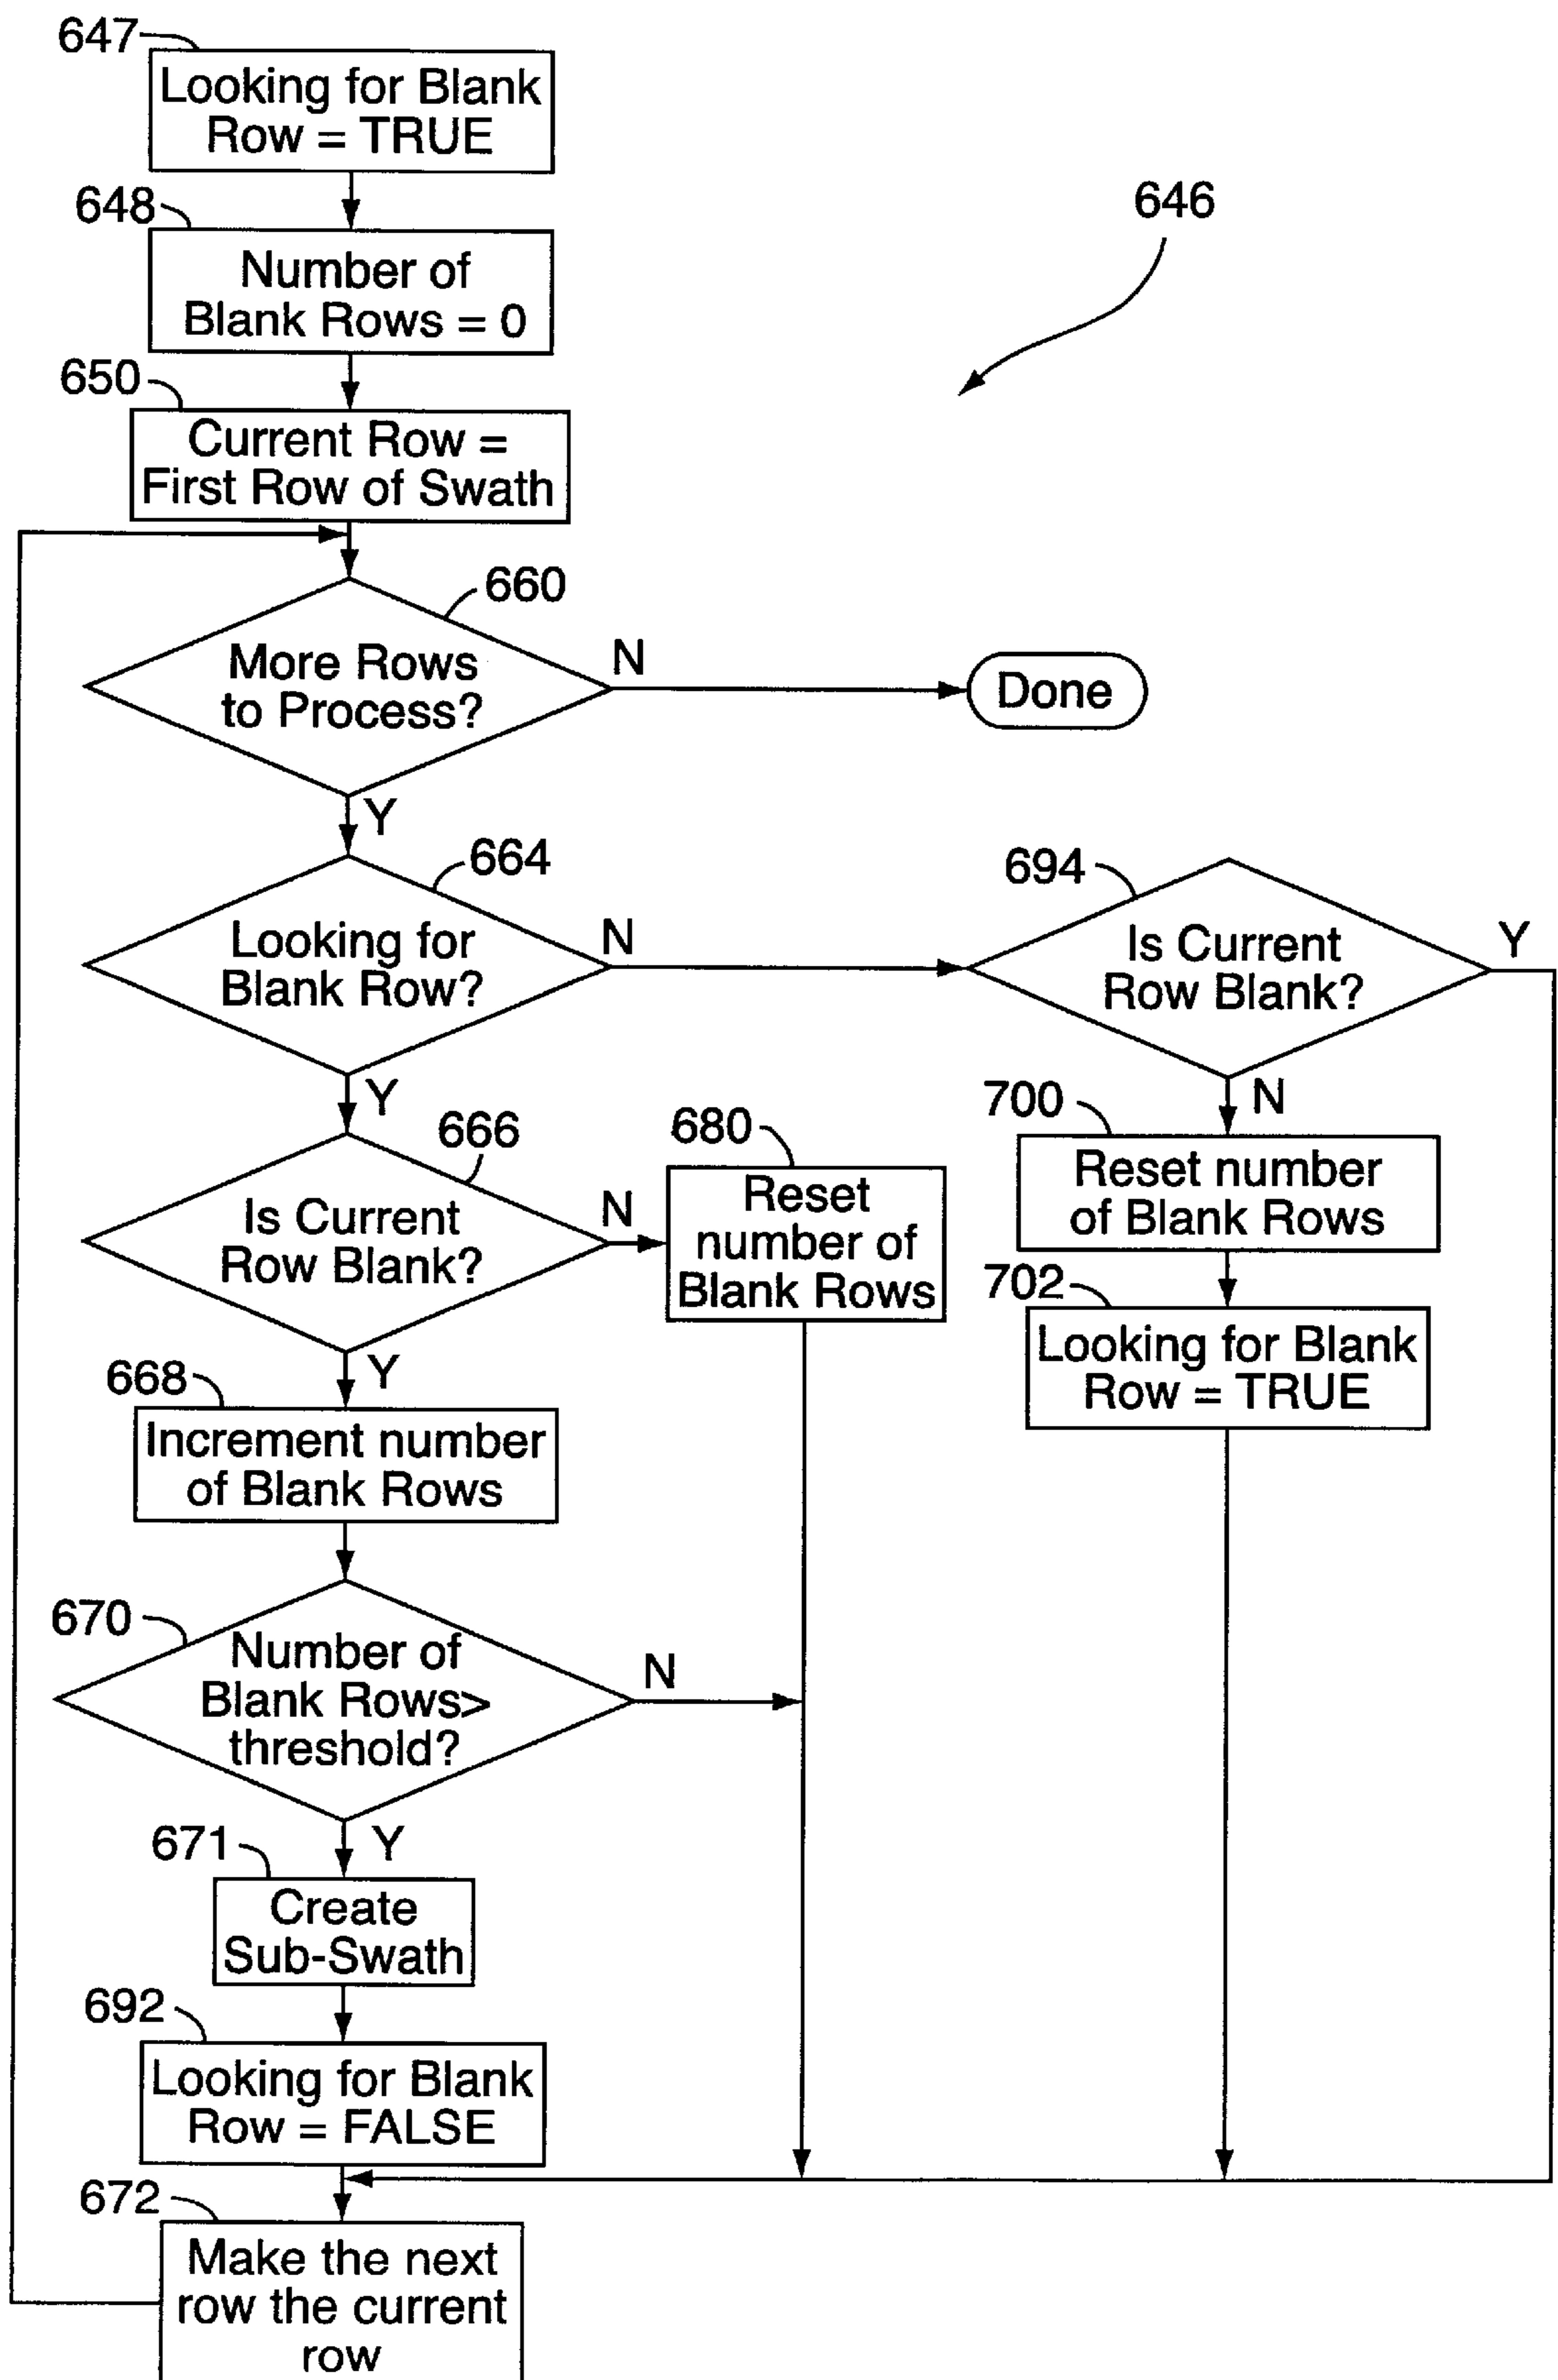 647
Looking for Blank
Row = TRUE
648
Number of
Blank Rows = 0
646
650
Current Row =
First Row of Swath
660
More Rows
to Process?
N
Done
Y
664
Looking for
Blank Row?
N
694
Is Current
Row Blank?
Y
Y
N
666
Is Current
Row Blank?
N
680
Reset
number of
Blank Rows
700
Reset number
of Blank Rows
702
Looking for Blank
Row = TRUE
Y
668
Increment number
of Blank Rows
670
Number of
Blank Rows>
threshold?
N
Y
671
Create
Sub-Swath
692
Looking for Blank
Row = FALSE
672
Make the next
row the current
row